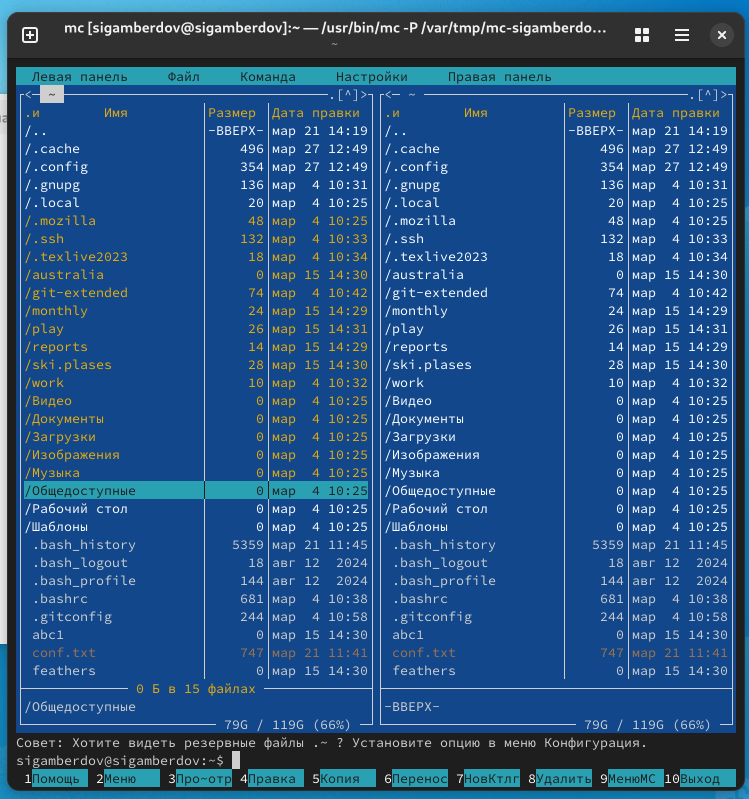 mc [sigamberdov@sigamberdov]:~ — /usr/bin/mc -P /var/tmp/mc-sigamberdo…
~
Левая панель Файл Команда Настройки Правая панель
<— ~ .[^]> <— ~ .[^]>
.и Имя Размер Дата правки .и Имя Размер Дата правки
/.. -ВВЕРХ- мар 21 14:19 /.. -ВВЕРХ- мар 21 14:19
/.cache 496 мар 27 12:49 /.cache 496 мар 27 12:49
/.config 354 мар 27 12:49 /.config 354 мар 27 12:49
/.gnupg 136 мар 4 10:31 /.gnupg 136 мар 4 10:31
/.local 20 мар 4 10:25 /.local 20 мар 4 10:25
/.mozilla 48 мар 4 10:25 /.mozilla 48 мар 4 10:25
/.ssh 132 мар 4 10:33 /.ssh 132 мар 4 10:33
/.texlive2023 18 мар 4 10:34 /.texlive2023 18 мар 4 10:34
/australia 0 мар 15 14:30 /australia 0 мар 15 14:30
/git-extended 74 мар 4 10:42 /git-extended 74 мар 4 10:42
/monthly 24 мар 15 14:29 /monthly 24 мар 15 14:29
/play 26 мар 15 14:31 /play 26 мар 15 14:31
/reports 14 мар 15 14:29 /reports 14 мар 15 14:29
/ski.plases 28 мар 15 14:30 /ski.plases 28 мар 15 14:30
/work 10 мар 4 10:32 /work 10 мар 4 10:32
/Видео 0 мар 4 10:25 /Видео 0 мар 4 10:25
/Документы 0 мар 4 10:25 /Документы 0 мар 4 10:25
/Загрузки 0 мар 4 10:25 /Загрузки 0 мар 4 10:25
/Изображения 0 мар 4 10:25 /Изображения 0 мар 4 10:25
/Музыка 0 мар 4 10:25 /Музыка 0 мар 4 10:25
/Общедоступные 0 мар 4 10:25 /Общедоступные 0 мар 4 10:25
/Рабочий стол 0 мар 4 10:25 /Рабочий стол 0 мар 4 10:25
/Шаблоны 0 мар 4 10:25 /Шаблоны 0 мар 4 10:25
.bash_history 5359 мар 21 11:45 .bash_history 5359 мар 21 11:45
.bash_logout 18 авг 12 2024 .bash_logout 18 авг 12 2024
.bash_profile 144 авг 12 2024 .bash_profile 144 авг 12 2024
.bashrc 681 мар 4 10:38 .bashrc 681 мар 4 10:38
.gitconfig 244 мар 4 10:58 .gitconfig 244 мар 4 10:58
abc1 0 мар 15 14:30 abc1 0 мар 15 14:30
conf.txt 747 мар 21 11:41 conf.txt 747 мар 21 11:41
feathers 0 мар 15 14:30 feathers 0 мар 15 14:30
0 Б в 15 файлах
/Общедоступные -ВВЕРХ-
79G / 119G (66%) 79G / 119G (66%)
Совет: Хотите видеть резервные файлы .~ ? Установите опцию в меню Конфигурация.
sigamberdov@sigamberdov:~$
1Помощь 2Меню 3Про~отр 4Правка 5Копия 6Перенос 7НовКтлг 8Удалить 9МенюMC 10Выход